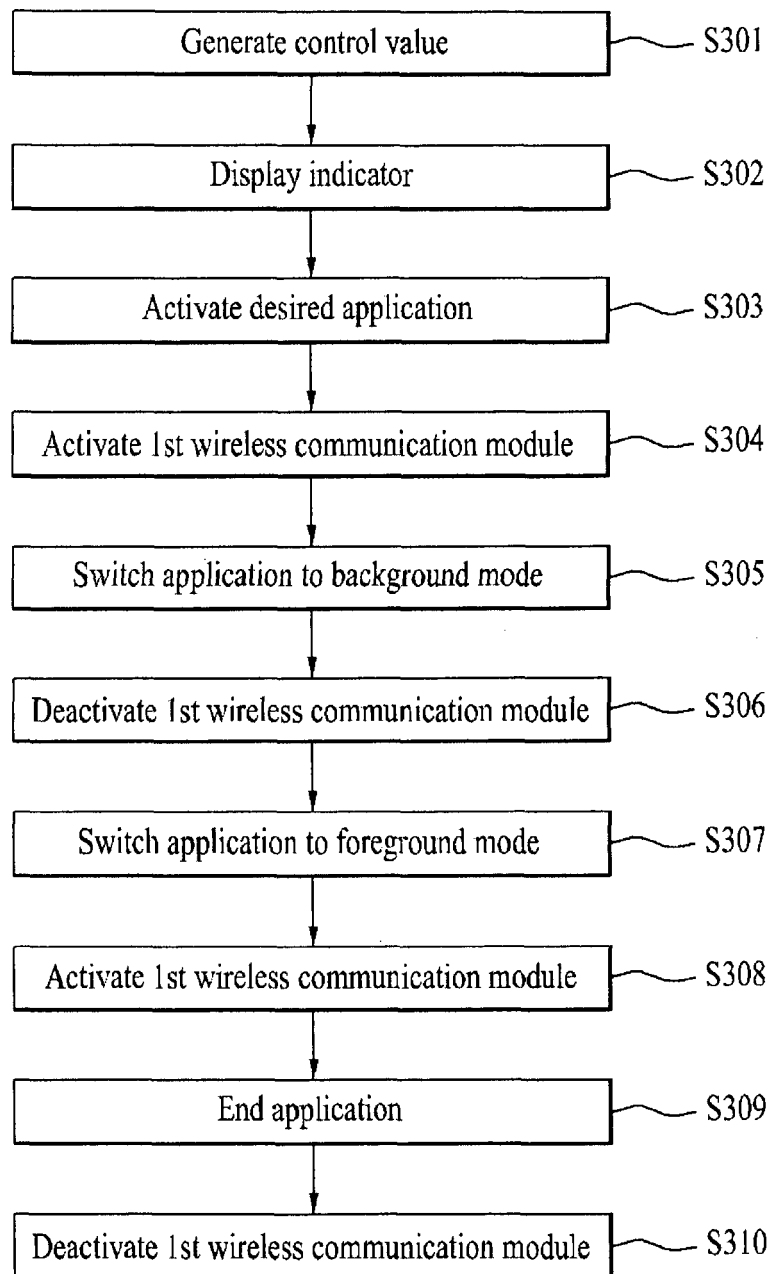 Generate control value S301
Display indicator S302
Activate desired application S303
Activate 1st wireless communication module S304
Switch application to background mode S305
Deactivate 1st wireless communication module S306
Switch application to foreground mode S307
Activate 1st wireless communication module S308
End application S309
Deactivate 1st wireless communication module S310